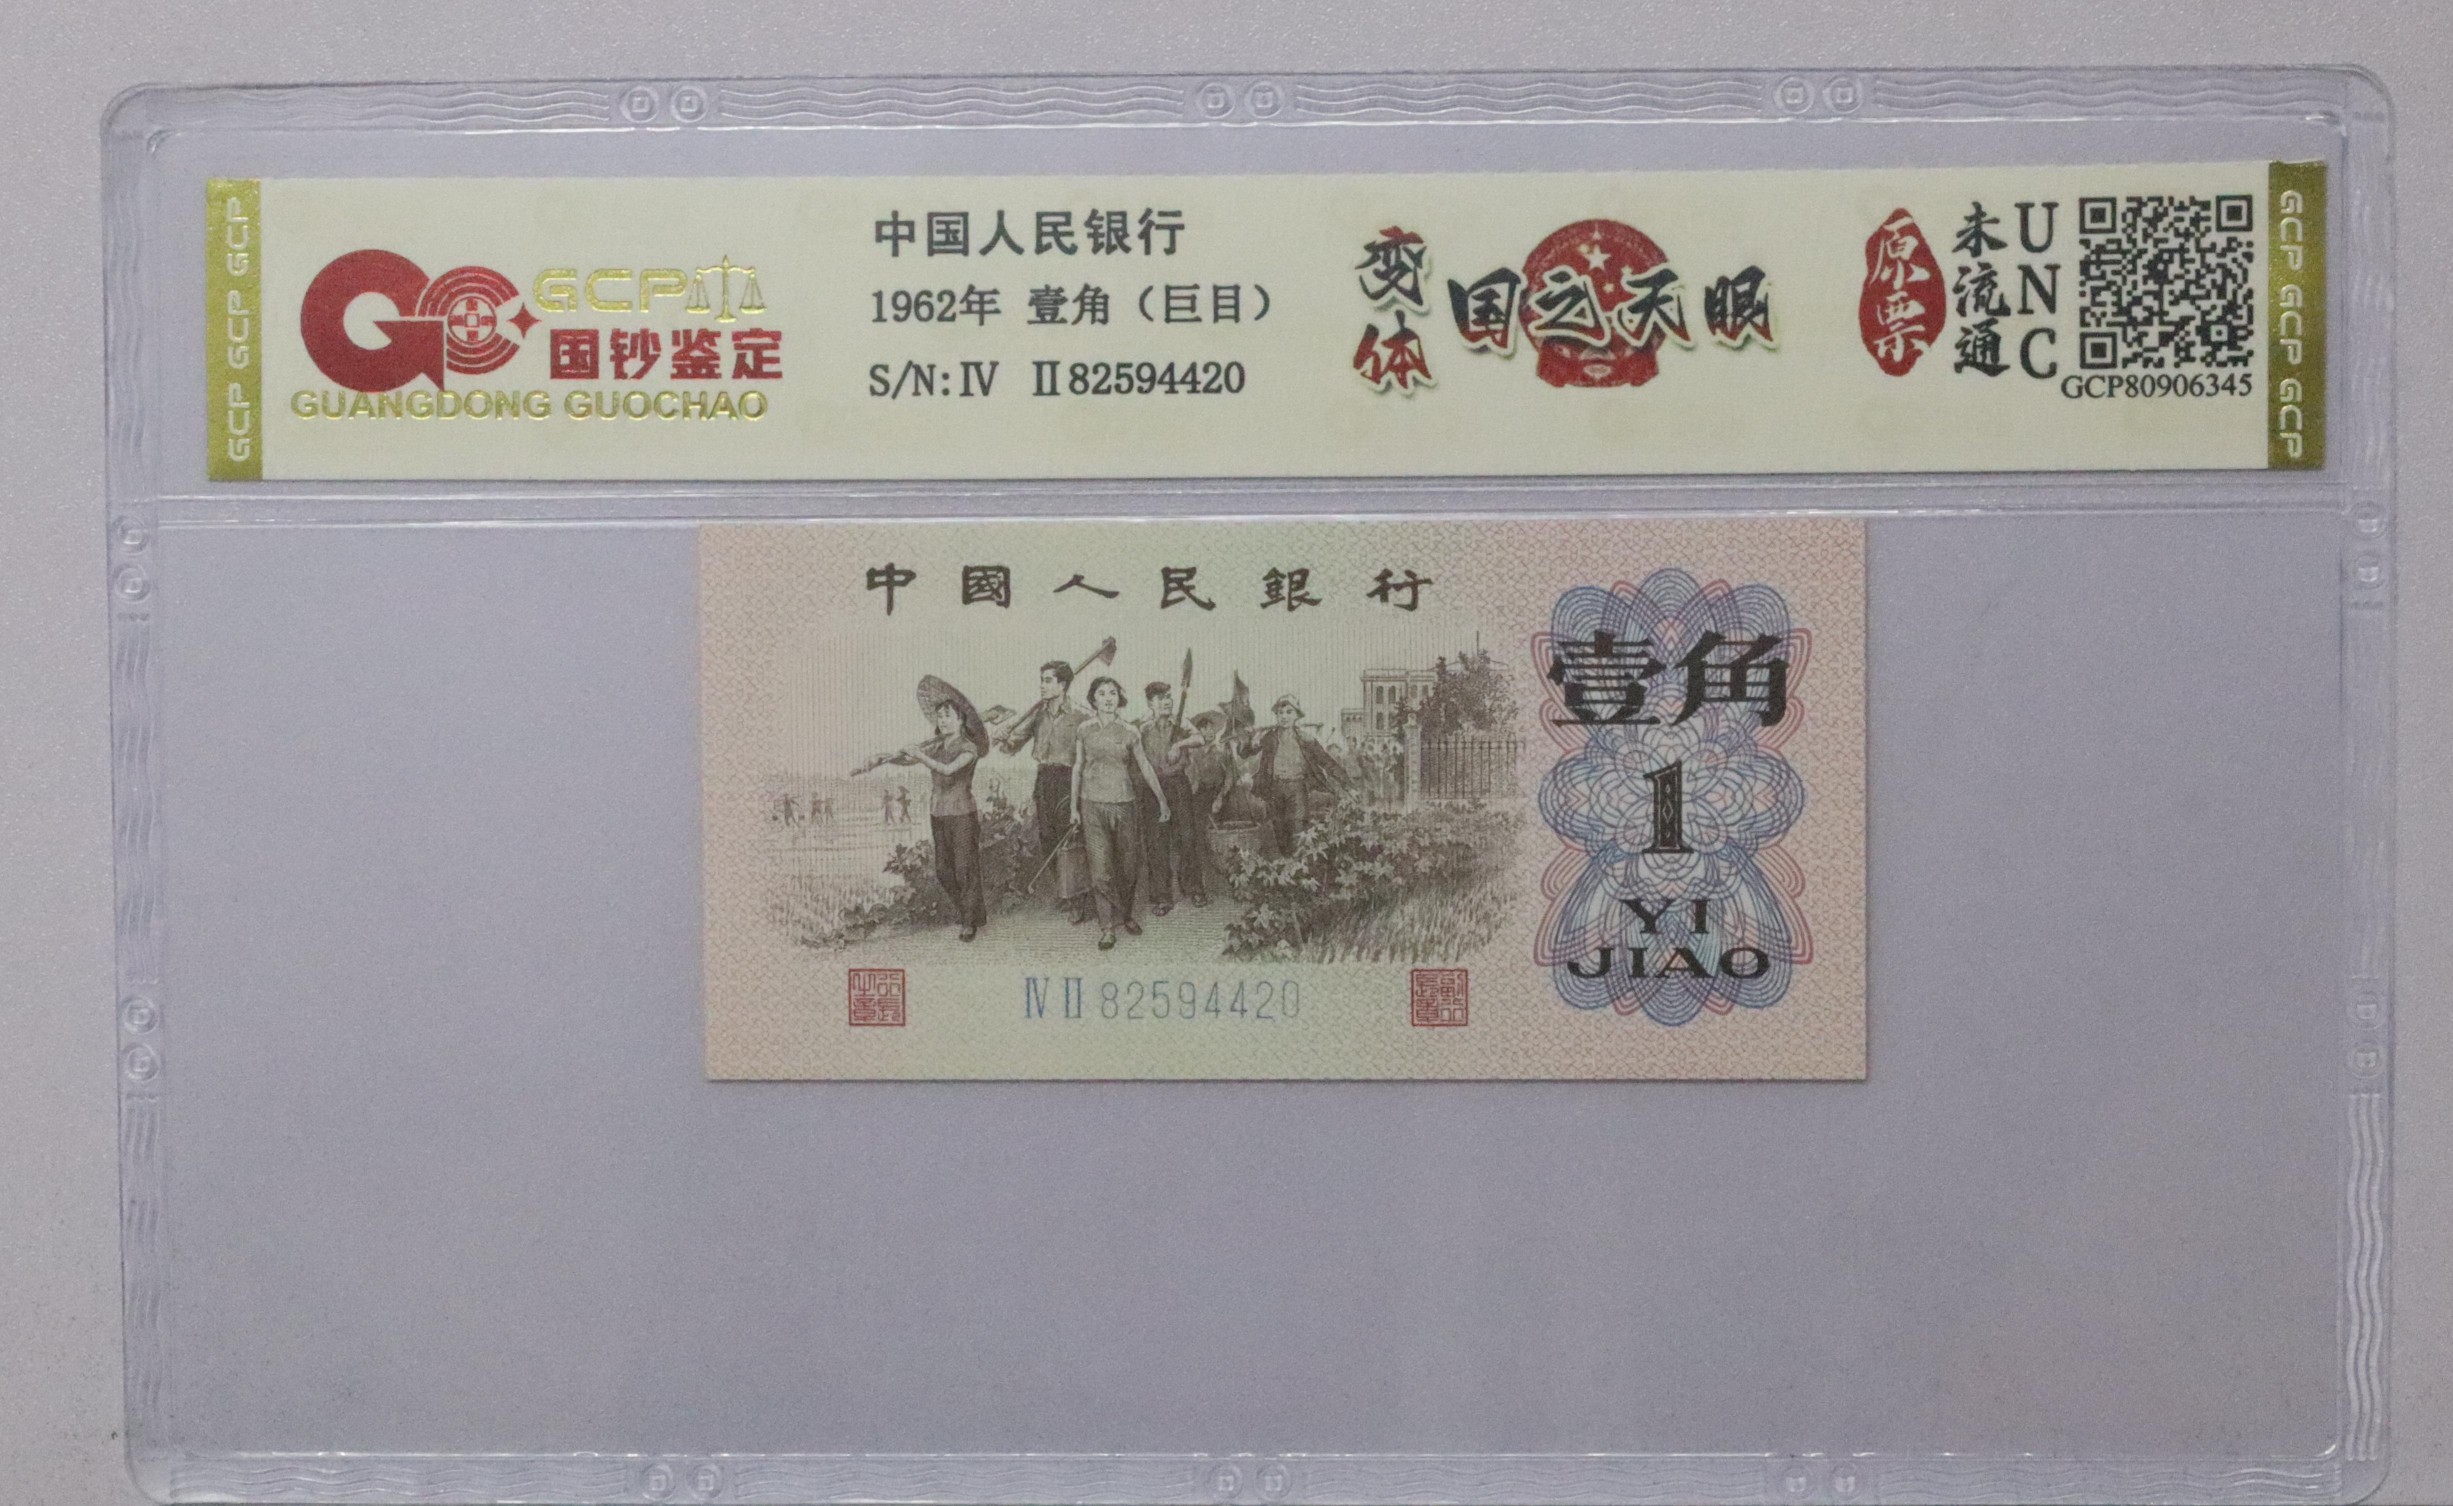 GCP GCP GCP
GCP
国钞鉴定
GUANGDONG GUOCHAO
中国人民银行
1962年 壹角（巨目）
S/N: IV II 82594420
变体
国之天眼
原票
未流通
UNC
GCP80906345
GCP GCP GCP
中國人民銀行
壹角
1
YI
JIAO
IV II 82594420